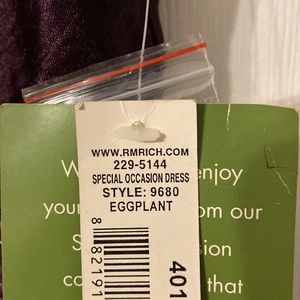 WWW.RMRICH.COM
229-5144
SPECIAL OCCASION DRESS
STYLE: 9680
EGGPLANT
882191
401
enjoy
your
om our
S
sion
co
that